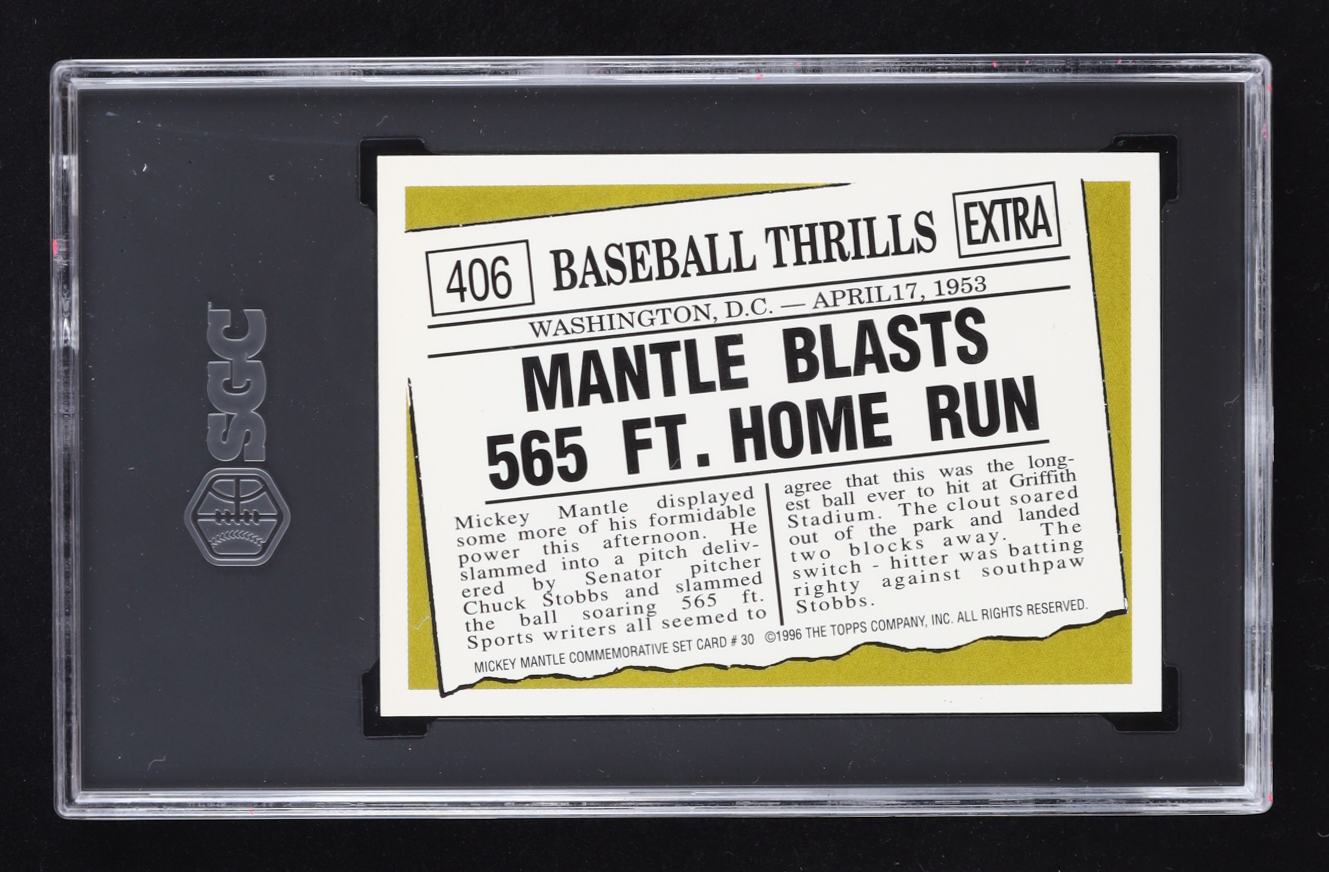 SGC
406
BASEBALL THRILLS
EXTRA
WASHINGTON, D.C. — APRIL17, 1953
MANTLE BLASTS
565 FT. HOME RUN
Mickey Mantle displayed
some more of his formidable
power this afternoon. He
slammed into a pitch deliv-
ered by Senator pitcher
Chuck Stobbs and slammed
the ball soaring 565 ft.
Sports writers all seemed to
agree that this was the long-
est ball ever to hit at Griffith
Stadium. The clout soared
out of the park and landed
two blocks away. The
switch - hitter was batting
righty against southpaw
Stobbs.
MICKEY MANTLE COMMEMORATIVE SET CARD # 30 ©1996 THE TOPPS COMPANY, INC. ALL RIGHTS RESERVED.